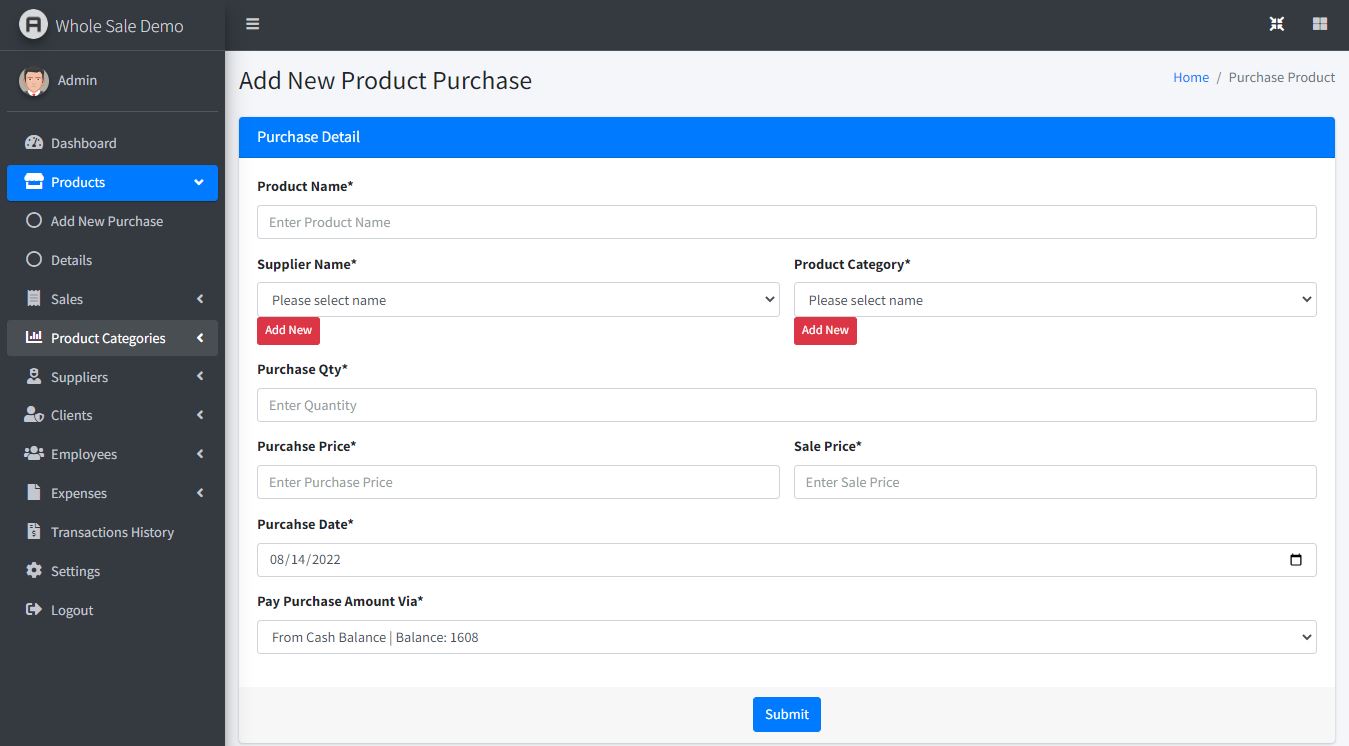 Whole Sale Demo
Admin
Dashboard
Products
Add New Purchase
Details
Sales
Product Categories
Suppliers
Clients
Employees
Expenses
Transactions History
Settings
Logout
Add New Product Purchase
Home / Purchase Product
Purchase Detail
Product Name*
Enter Product Name
Supplier Name* Product Category*
Please select name Please select name
Add New Add New
Purchase Qty*
Enter Quantity
Purcahse Price* Sale Price*
Enter Purchase Price Enter Sale Price
Purcahse Date*
08/14/2022
Pay Purchase Amount Via*
From Cash Balance | Balance: 1608
Submit